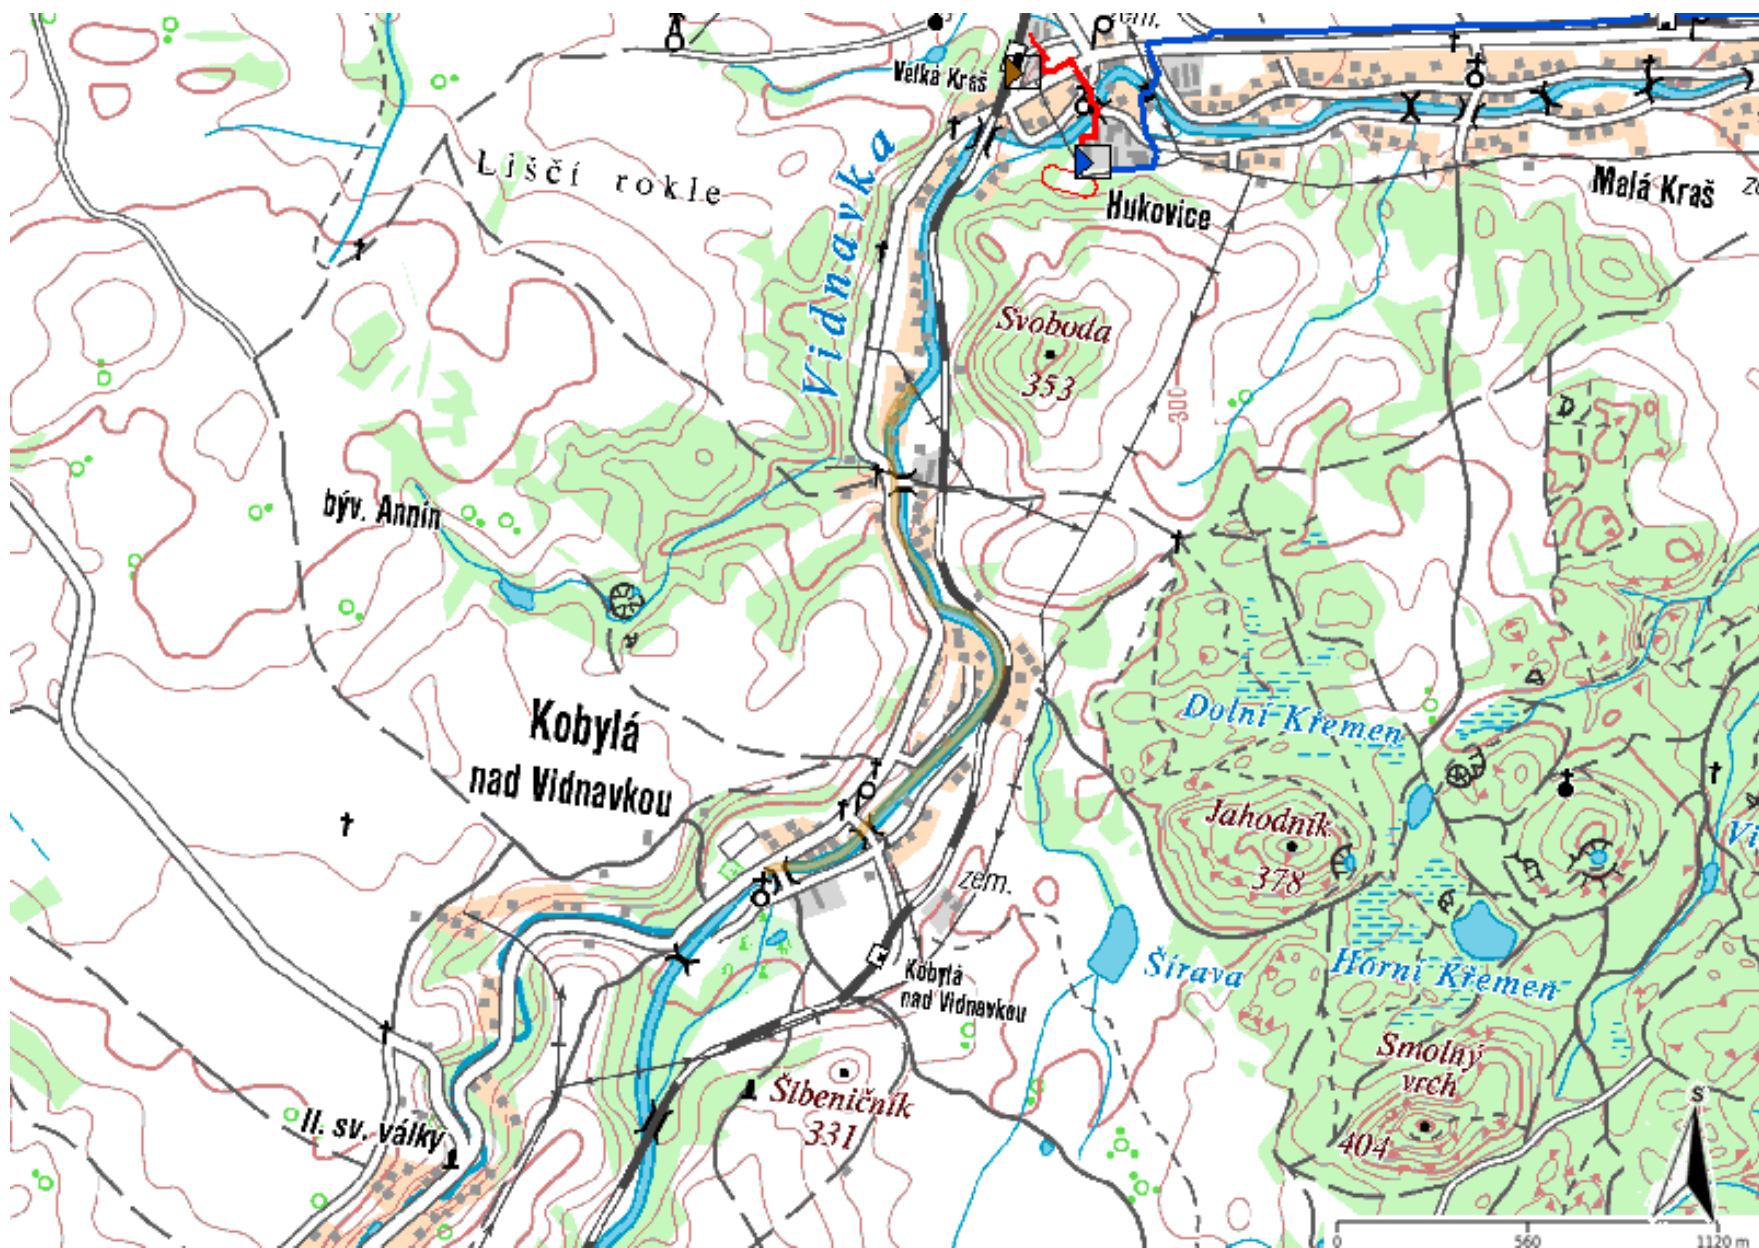 zem.
Velká Kraš
Liščí rokle
Vidnavka
Hukovice
Malá Kraš
Svoboda
353
300
býv. Annín
Kobylá
nad Vidnavkou
Dolní Křemen
Jahodník
378
zem.
Šírava
Horní Křemen
Kobylá
nad Vidnavkou
Smolný
vrch
404
Šibeničník
331
II. sv. války
S
0 560 1120 m